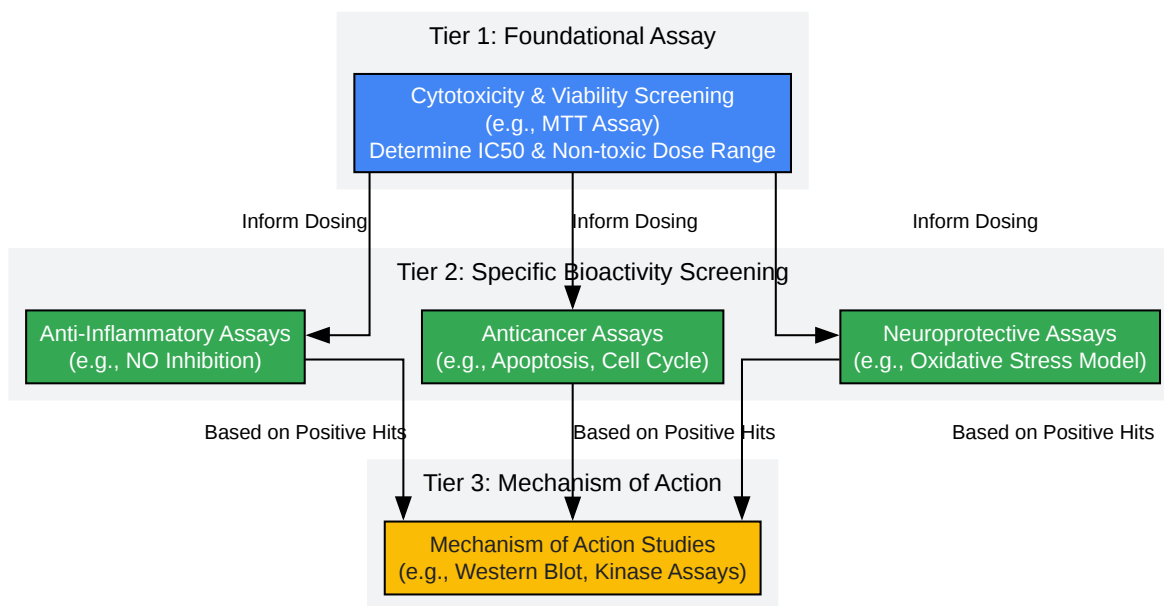 Tier 1: Foundational Assay
Cytotoxicity & Viability Screening
(e.g., MTT Assay)
Determine IC50 & Non-toxic Dose Range
Inform Dosing
Inform Dosing
Inform Dosing
Tier 2: Specific Bioactivity Screening
Anti-Inflammatory Assays
(e.g., NO Inhibition)
Anticancer Assays
(e.g., Apoptosis, Cell Cycle)
Neuroprotective Assays
(e.g., Oxidative Stress Model)
Based on Positive Hits
Based on Positive Hits
Based on Positive Hits
Tier 3: Mechanism of Action
Mechanism of Action Studies
(e.g., Western Blot, Kinase Assays)